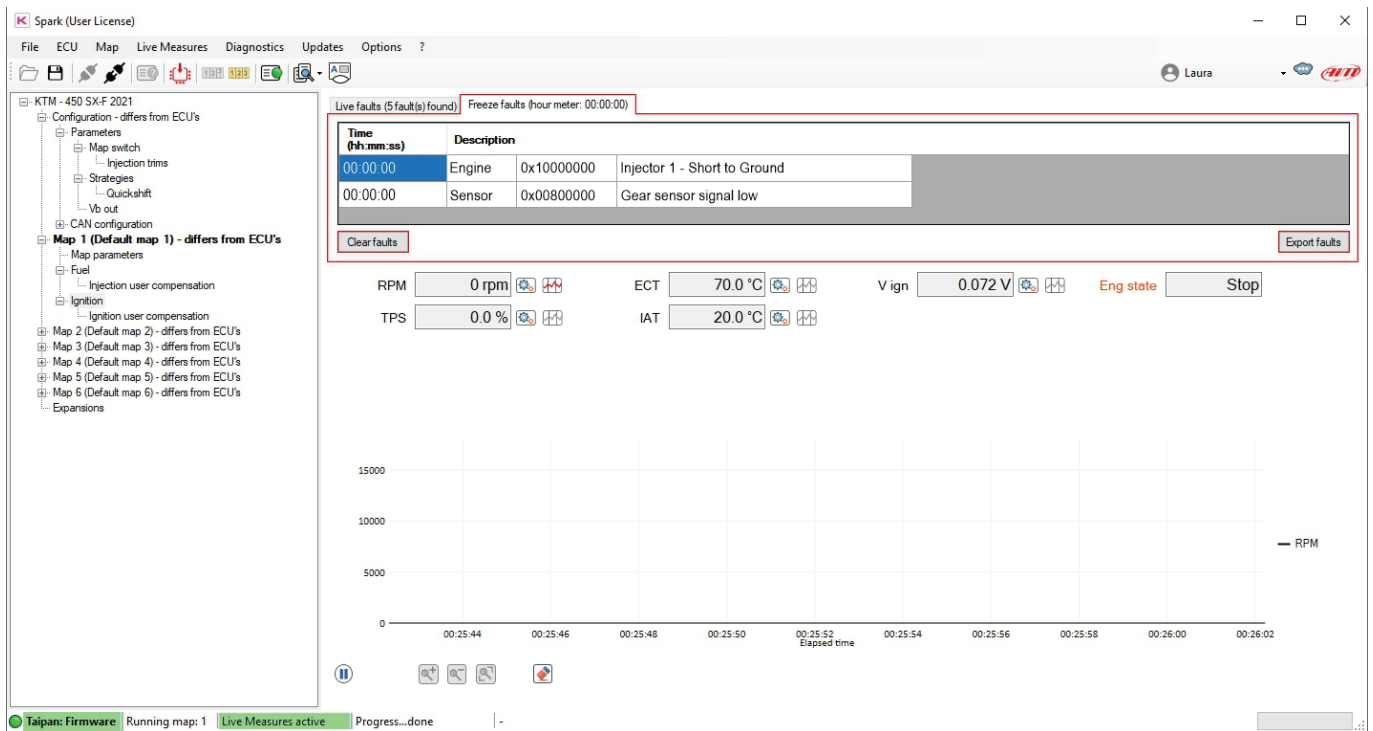 Spark (User License)
File ECU Map Live Measures Diagnostics Updates Options ?
Laura
KTM - 450 SX-F 2021
Configuration - differs from ECU's
Parameters
Map switch
Injection trims
Strategies
Quickshift
Vb out
CAN configuration
Map 1 (Default map 1) - differs from ECU's
Map parameters
Fuel
Injection user compensation
Ignition
Ignition user compensation
Map 2 (Default map 2) - differs from ECU's
Map 3 (Default map 3) - differs from ECU's
Map 4 (Default map 4) - differs from ECU's
Map 5 (Default map 5) - differs from ECU's
Map 6 (Default map 6) - differs from ECU's
Expansions
Live faults (5 fault(s) found) Freeze faults (hour meter: 00:00:00)
Time
(hh:mm:ss) Description
00:00:00 Engine 0x10000000 Injector 1 - Short to Ground
00:00:00 Sensor 0x00800000 Gear sensor signal low
Clear faults Export faults
RPM 0 rpm ECT 70.0 °C V ign 0.072 V Eng state Stop
TPS 0.0 % IAT 20.0 °C
15000
10000
5000
0
RPM
00:25:44 00:25:46 00:25:48 00:25:50 00:25:52 00:25:54 00:25:56 00:25:58 00:26:00 00:26:02
Elapsed time
Taipan: Firmware Running map: 1 Live Measures active Progress...done -